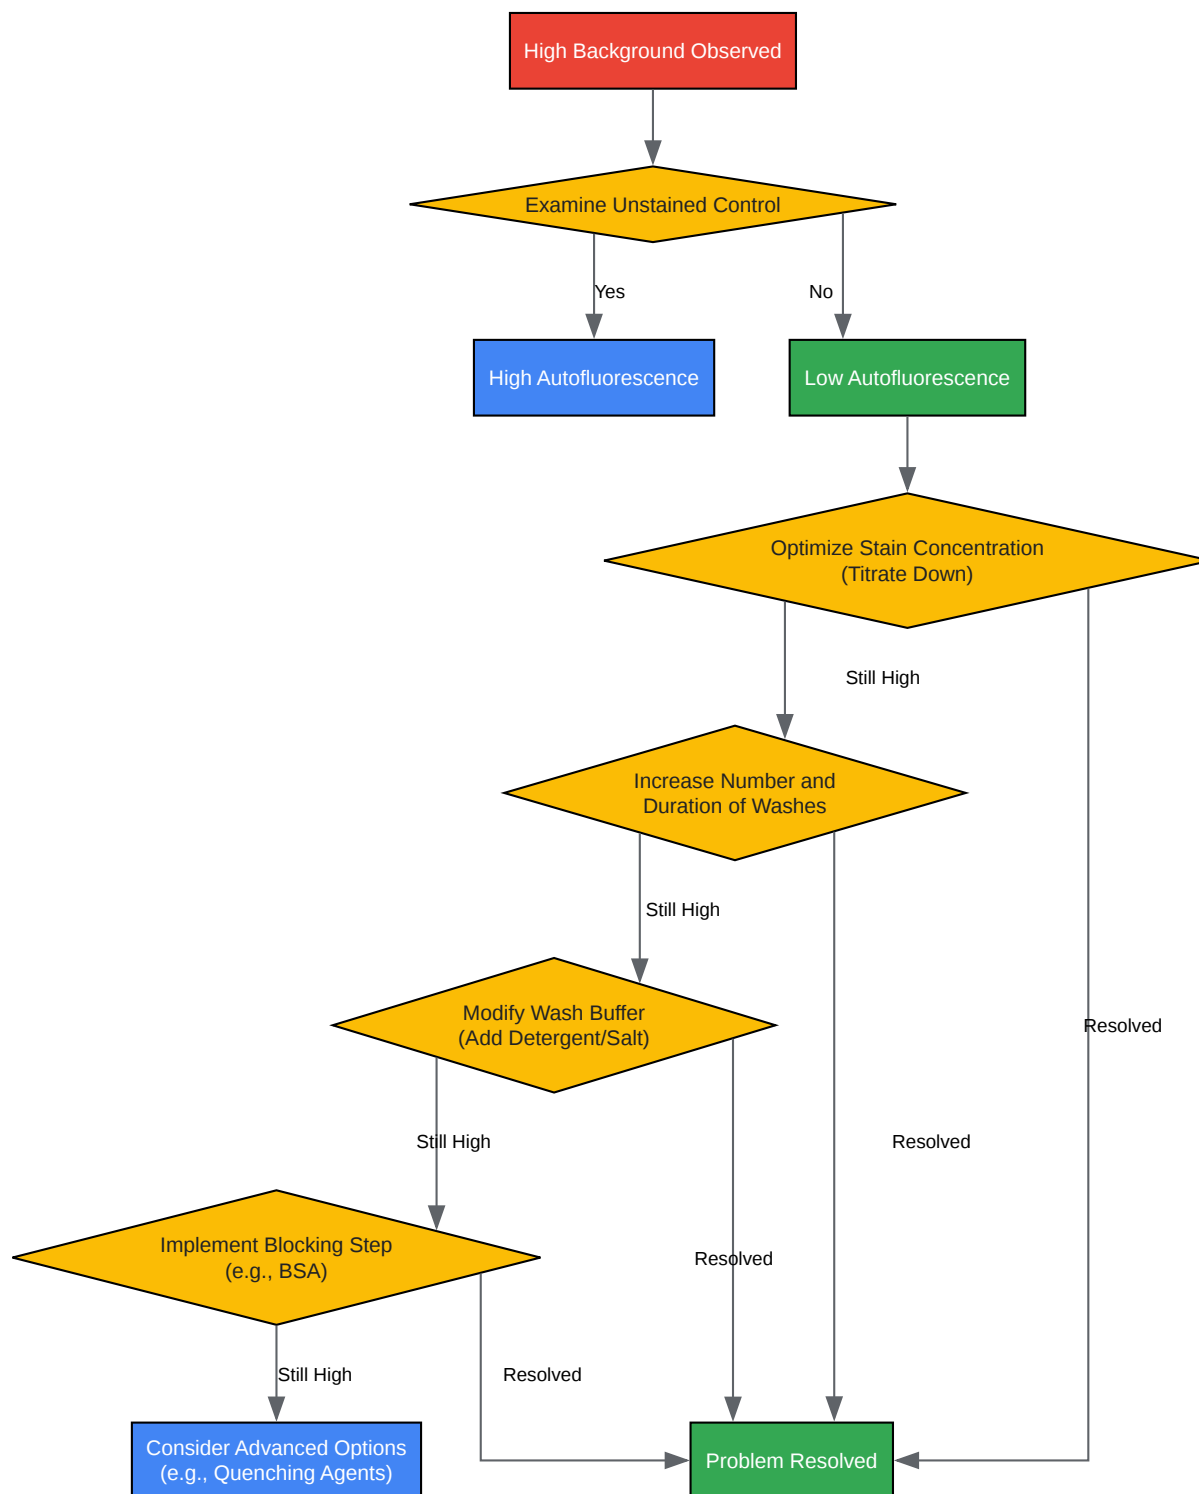 High Background Observed
Examine Unstained Control
Yes
No
High Autofluorescence
Low Autofluorescence
Optimize Stain Concentration
(Titrate Down)
Still High
Increase Number and
Duration of Washes
Still High
Modify Wash Buffer
(Add Detergent/Salt)
Resolved
Still High
Resolved
Implement Blocking Step
(e.g., BSA)
Resolved
Still High
Resolved
Consider Advanced Options
(e.g., Quenching Agents)
Problem Resolved